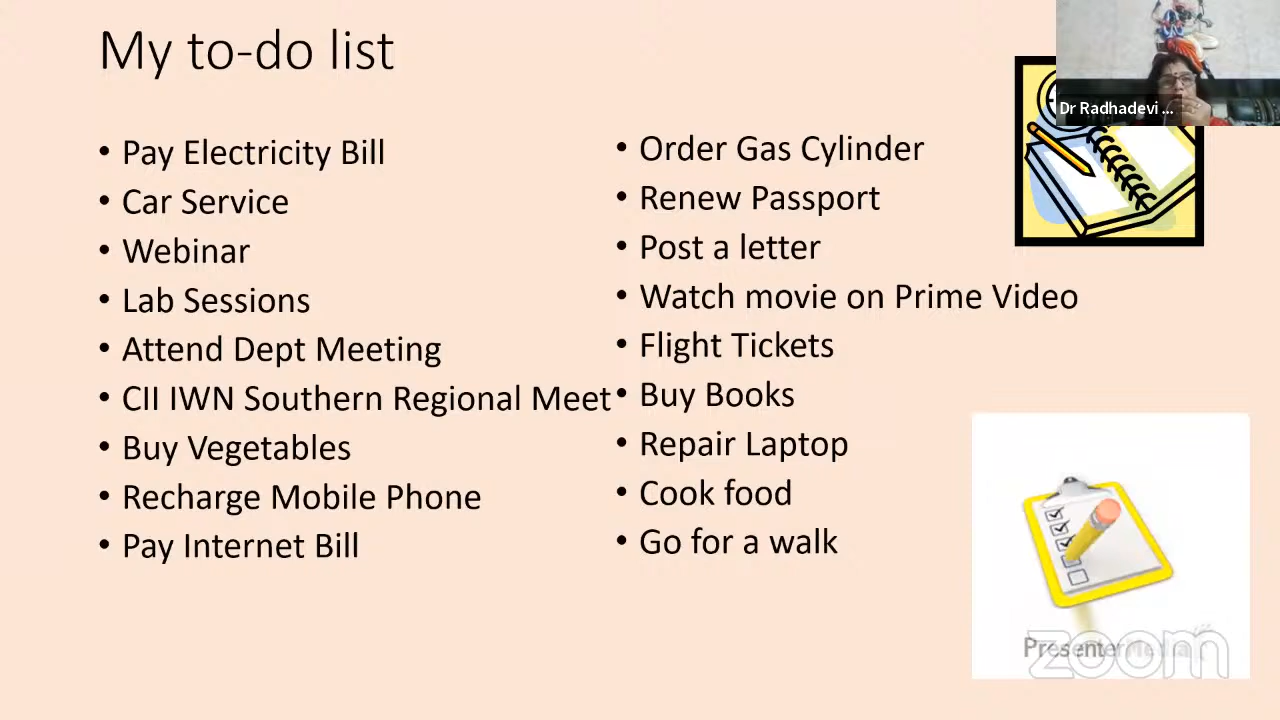 My to-do list
• Pay Electricity Bill
• Car Service
• Webinar
• Lab Sessions
• Attend Dept Meeting
• CII IWN Southern Regional Meet
• Buy Vegetables
• Recharge Mobile Phone
• Pay Internet Bill
• Order Gas Cylinder
• Renew Passport
• Post a letter
• Watch movie on Prime Video
• Flight Tickets
• Buy Books
• Repair Laptop
• Cook food
• Go for a walk
Dr Radhadevi ...
PresenterMedia
zoom